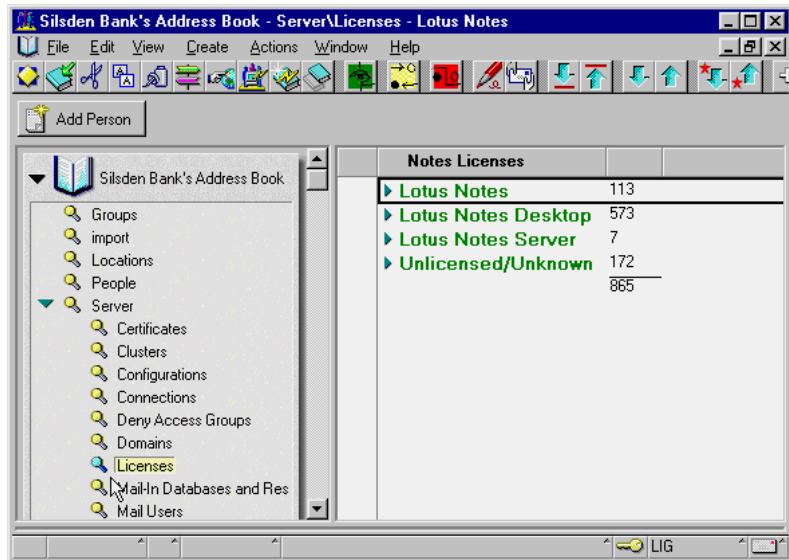 Silsden Bank's Address Book - Server\Licenses - Lotus Notes
File Edit View Create Actions Window Help
Add Person
Silsden Bank's Address Book
Groups
import
Locations
People
Server
Certificates
Clusters
Configurations
Connections
Deny Access Groups
Domains
Licenses
Mail-In Databases and Res
Mail Users
Notes Licenses
Lotus Notes 113
Lotus Notes Desktop 573
Lotus Notes Server 7
Unlicensed/Unknown 172
865
LIG